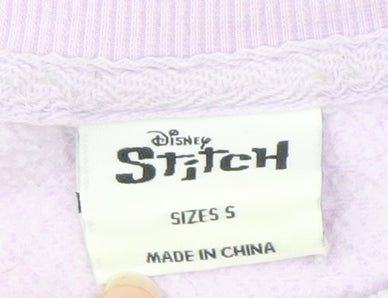 Disney
Stitch
SIZES S
MADE IN CHINA